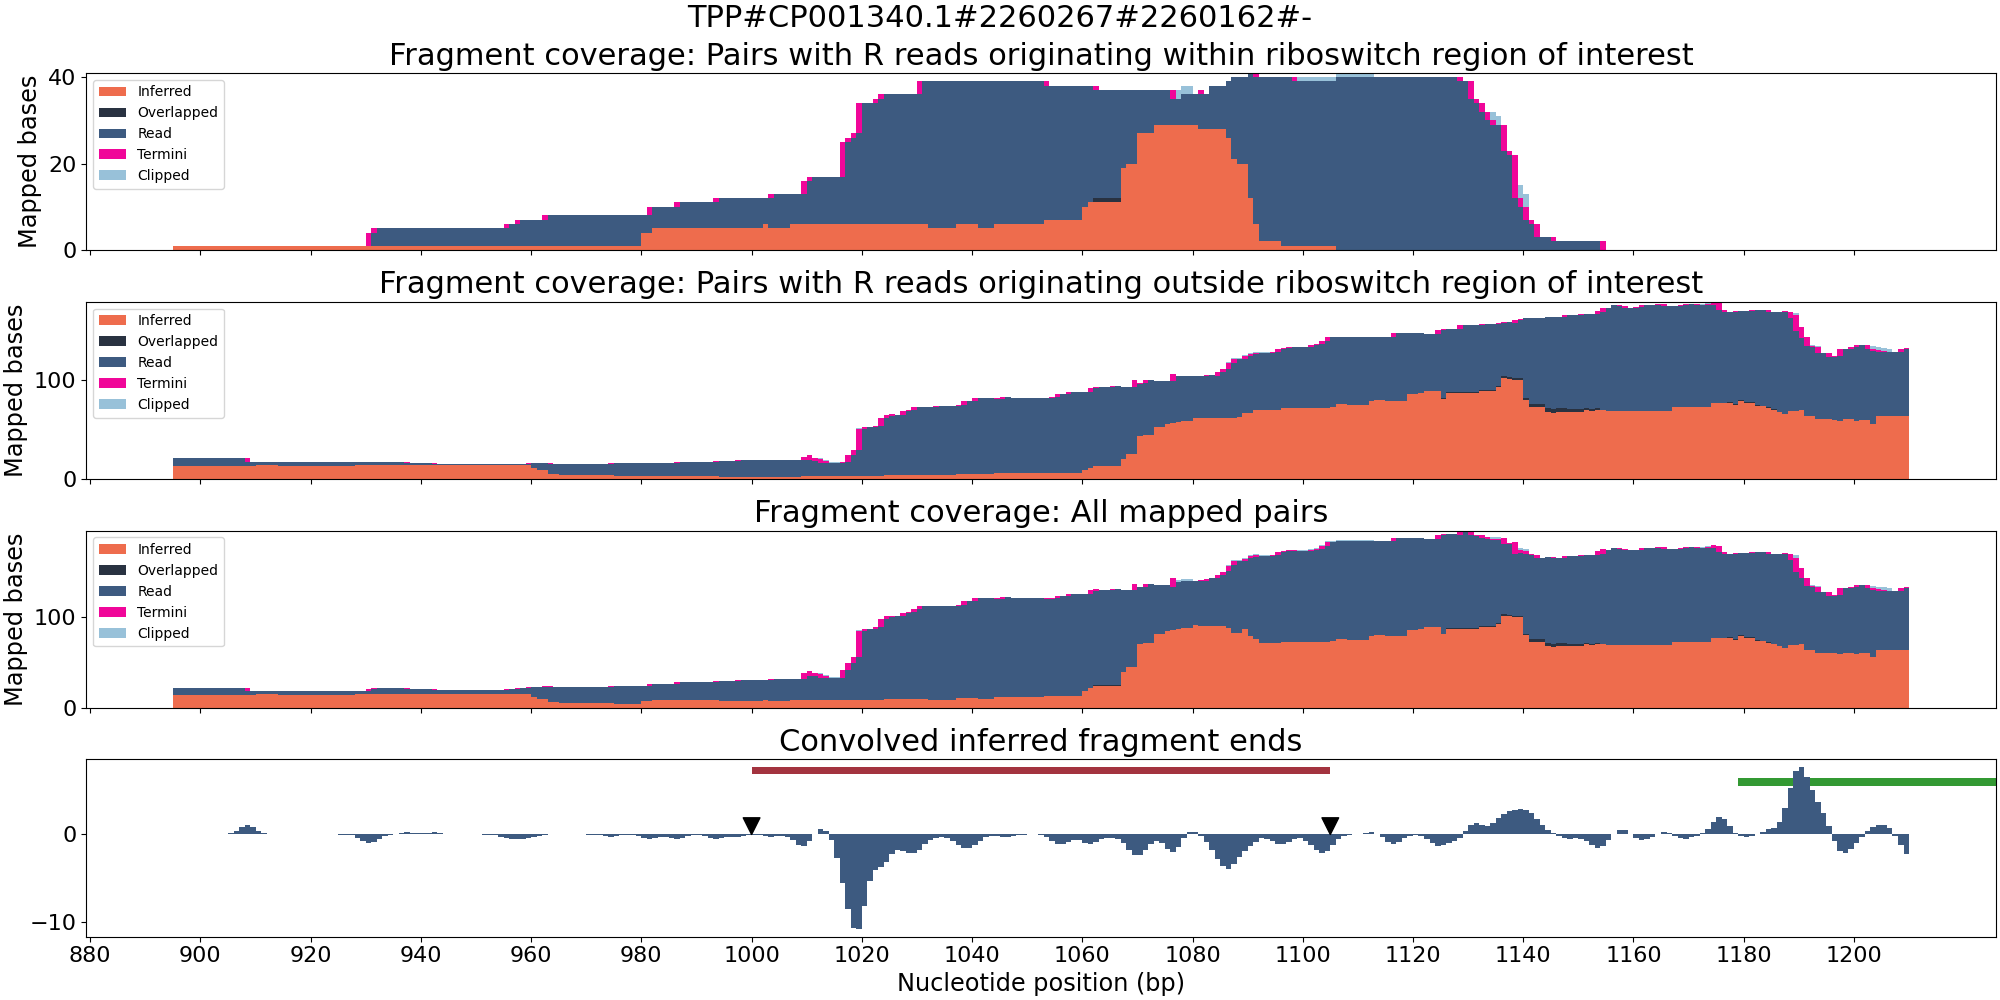 TPP#CP001340.1#2260267#2260162#-
Fragment coverage: Pairs with R reads originating within riboswitch region of interest
Mapped bases
40
20
0
Inferred
Overlapped
Read
Termini
Clipped
Fragment coverage: Pairs with R reads originating outside riboswitch region of interest
Mapped bases
100
0
Inferred
Overlapped
Read
Termini
Clipped
Fragment coverage: All mapped pairs
Mapped bases
100
0
Inferred
Overlapped
Read
Termini
Clipped
Convolved inferred fragment ends
0
−10
880 900 920 940 960 980 1000 1020 1040 1060 1080 1100 1120 1140 1160 1180 1200
Nucleotide position (bp)